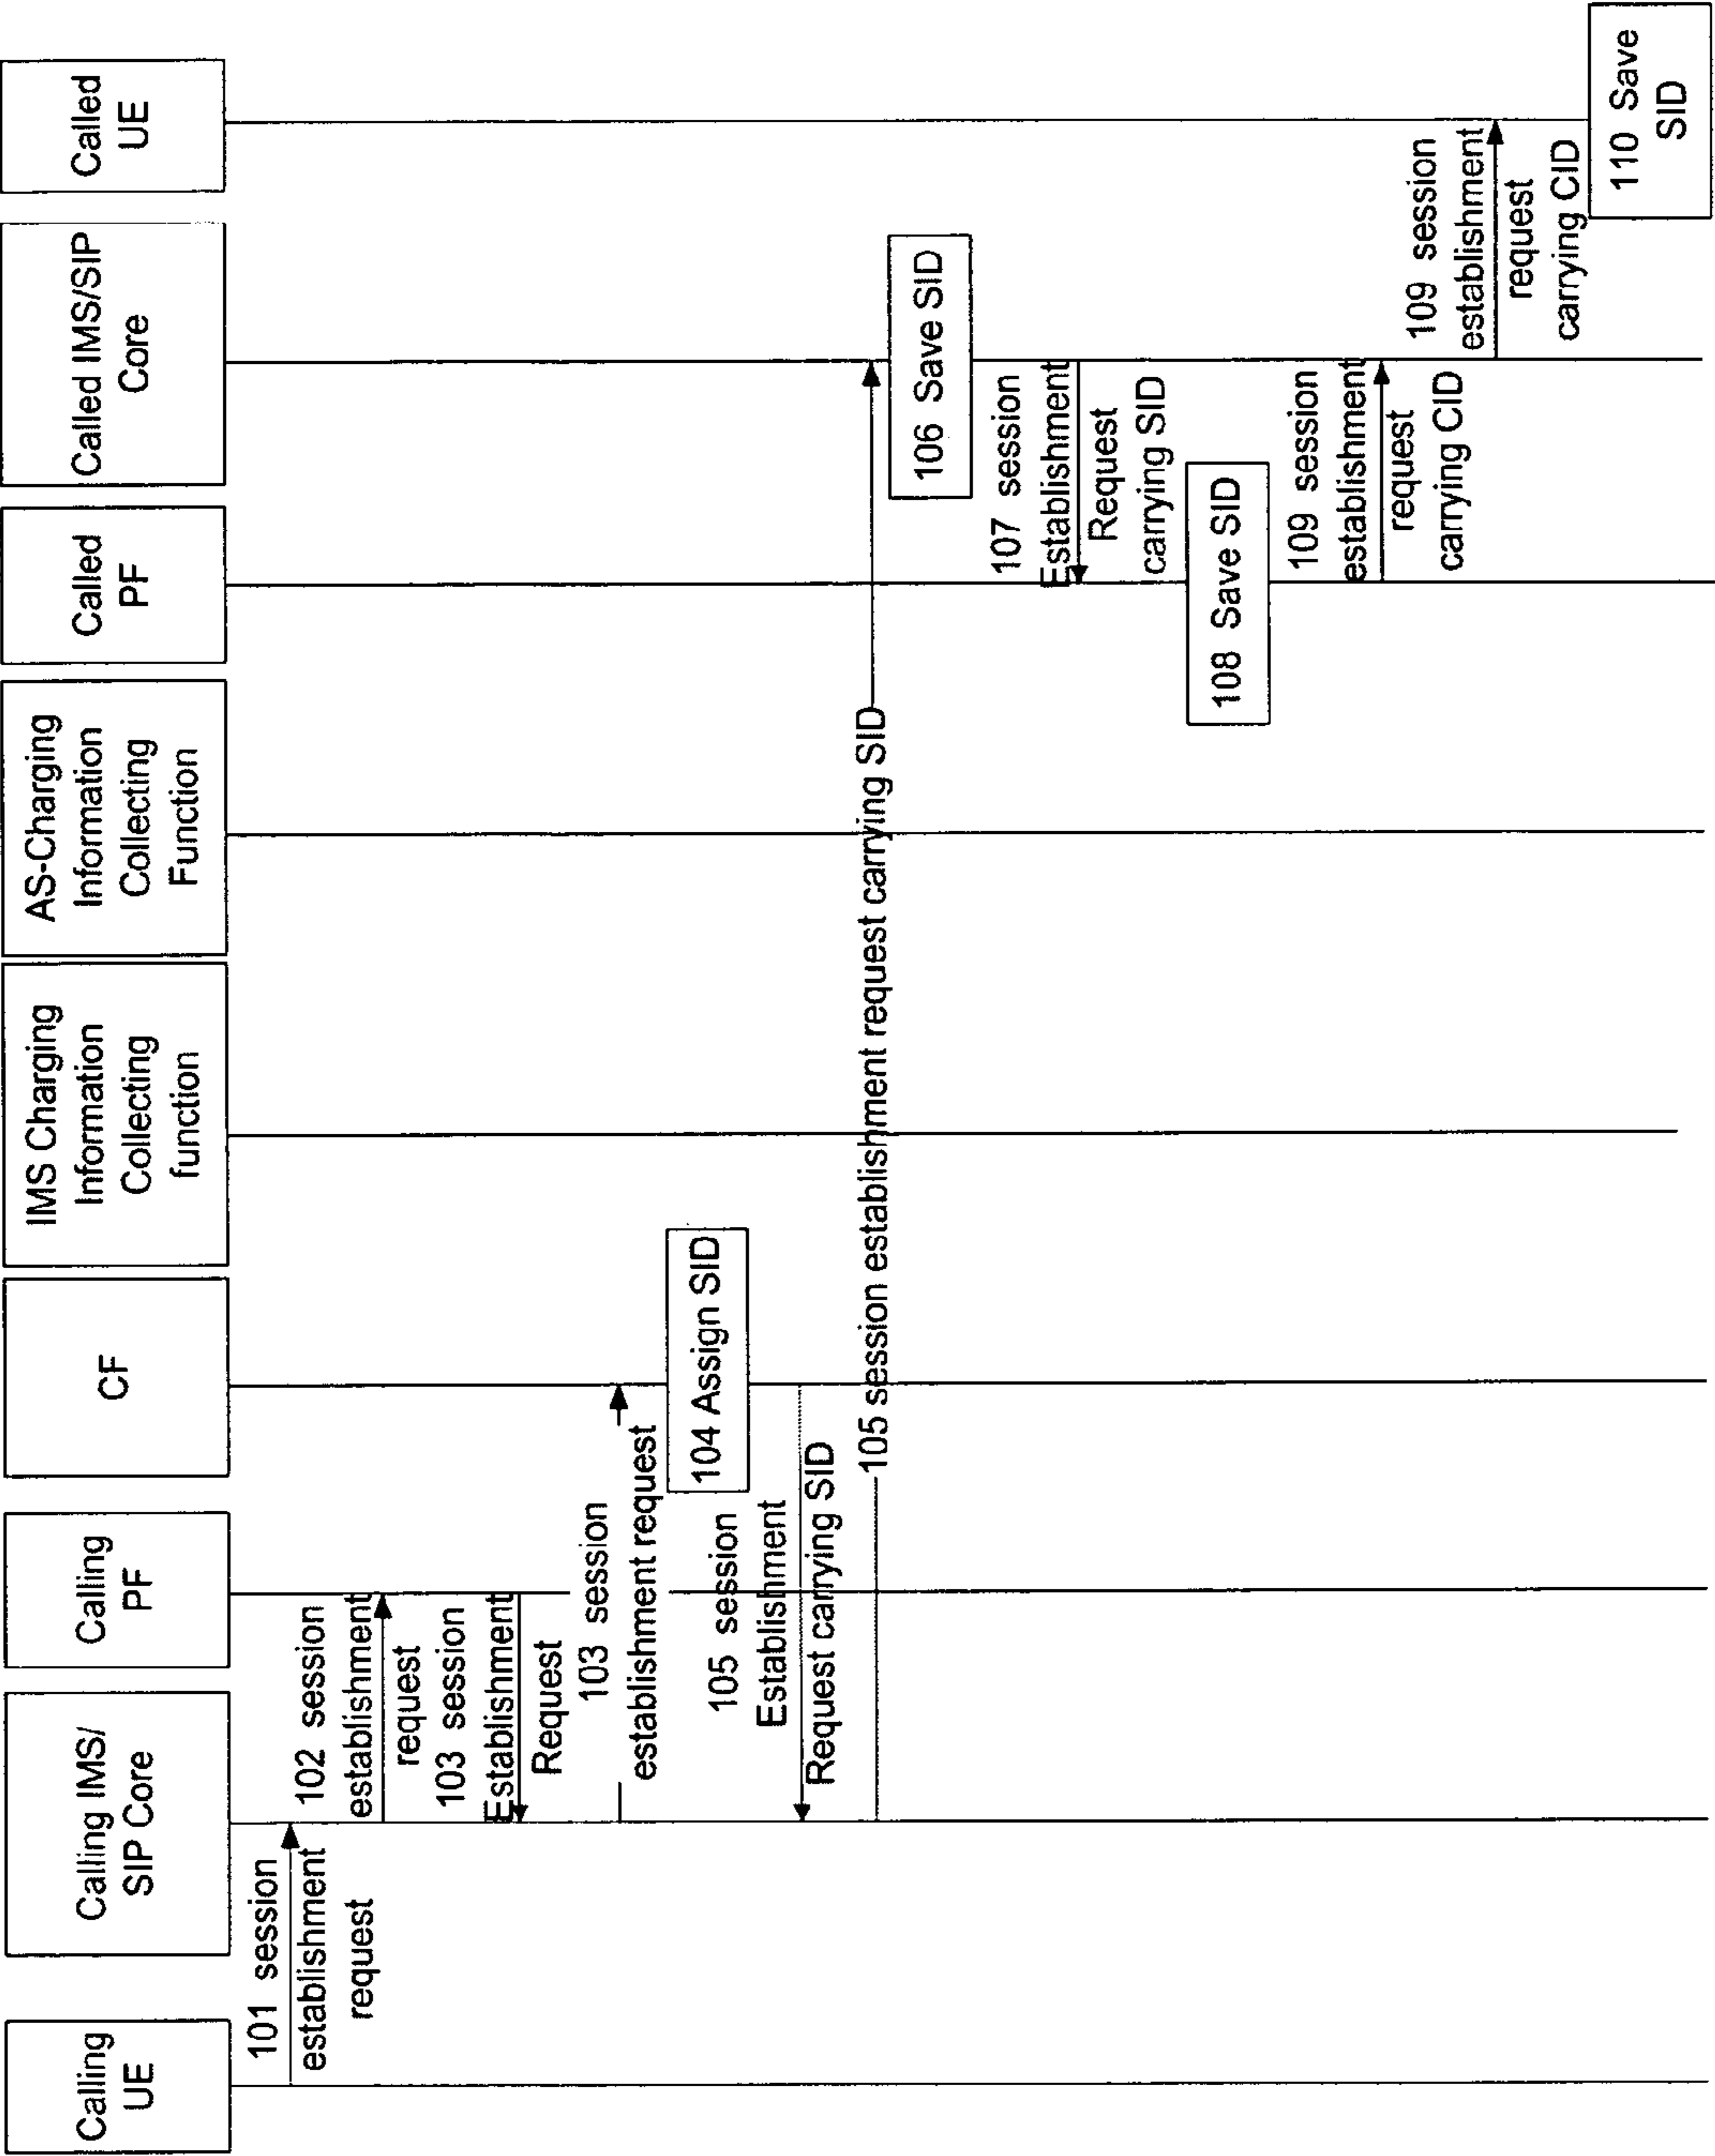 Calling
UE
Calling IMS/
SIP Core
Calling
PF
CF
IMS Charging
Information
Collecting
function
AS-Charging
Information
Collecting
Function
Called
PF
Called IMS/SIP
Core
Called
UE
101 session
establishment
request
102 session
establishment
request
103 session
Establishment
Request
103 session
establishment request
104 Assign SID
105 session
Establishment
Request carrying SID
105 session establishment request carrying SID
106 Save SID
107 session
Establishment
Request
carrying SID
108 Save SID
109 session
establishment
request
carrying CID
109 session
establishment
request
carrying CID
110 Save
SID